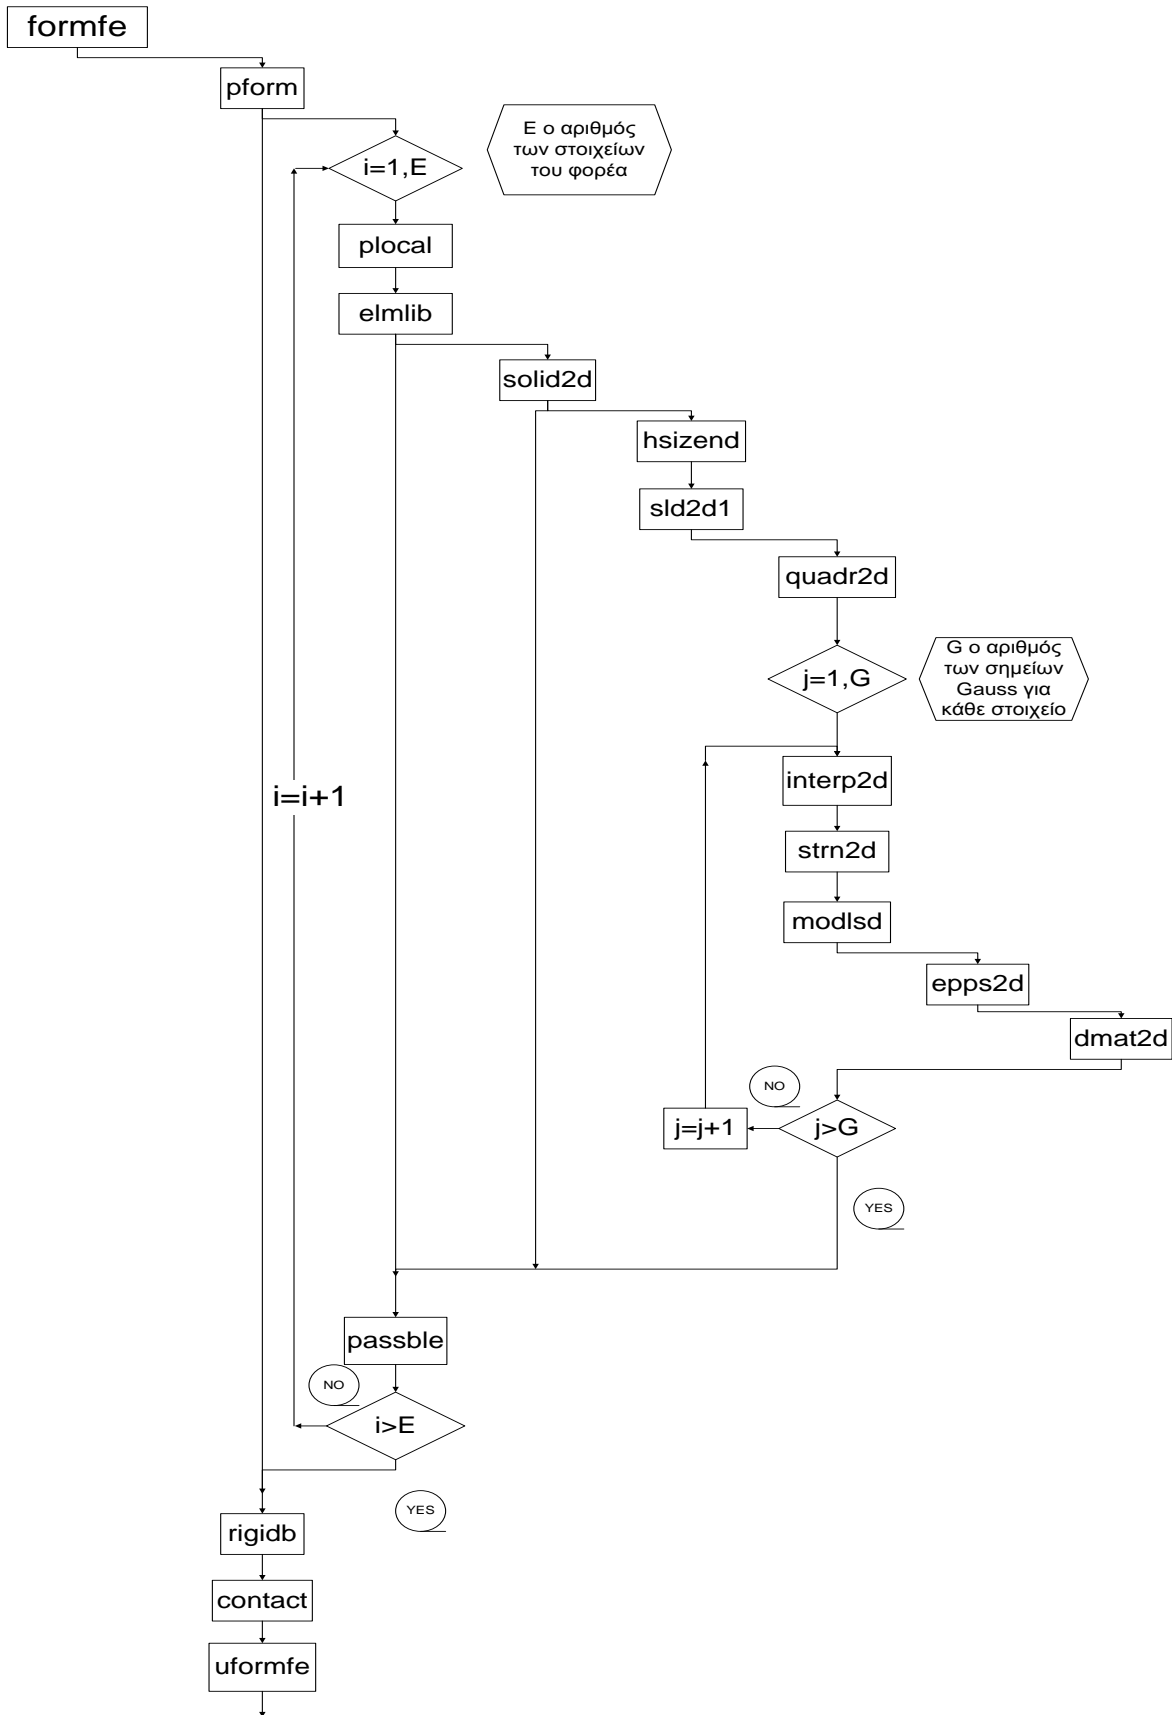 formfe
pform
E ο αριθμός
των στοιχείων
του φορέα
i=1,E
plocal
elmlib
solid2d
hsizend
sld2d1
quadr2d
j=1,G
G ο αριθμός
των σημείων
Gauss για
κάθε στοιχείο
interp2d
i=i+1
strn2d
modlsd
epps2d
dmat2d
NO
j=j+1
j>G
YES
passble
NO
i>E
YES
rigidb
contact
uformfe